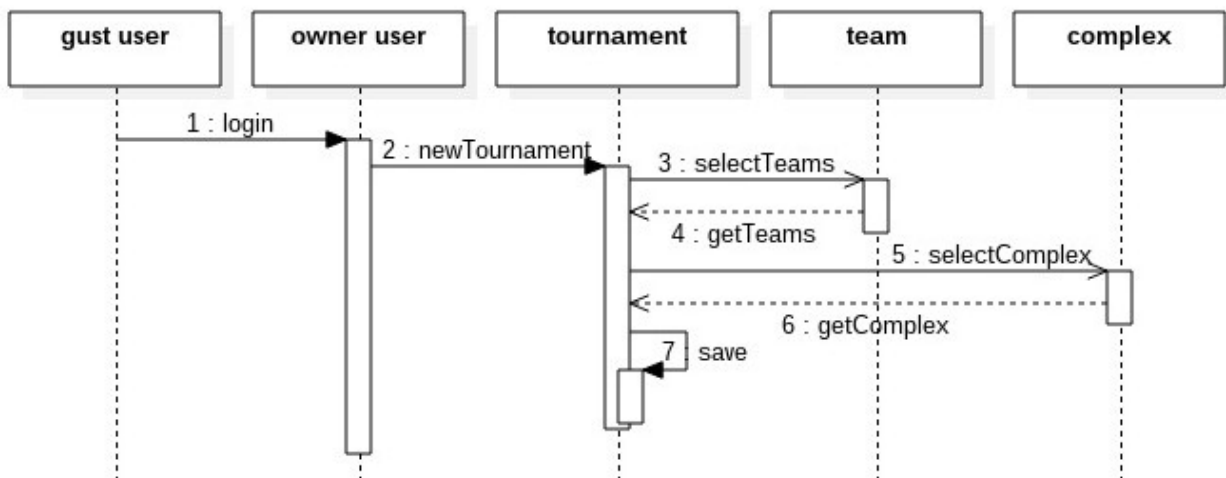 gust user
owner user
tournament
team
complex
1 : login
2 : newTournament
3 : selectTeams
4 : getTeams
5 : selectComplex
6 : getComplex
7 : save